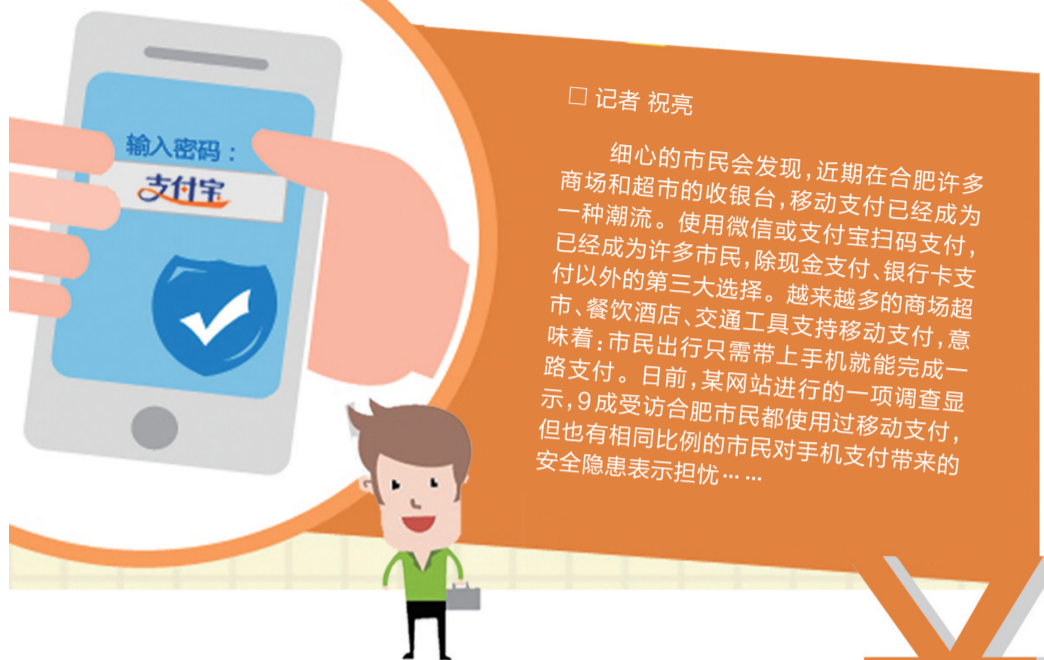 输入密码：
支付宝
□ 记者 祝亮
细心的市民会发现，近期在合肥许多
商场和超市的收银台，移动支付已经成为
一种潮流。使用微信或支付宝扫码支付，
已经成为许多市民，除现金支付、银行卡支
付以外的第三大选择。越来越多的商场超
市、餐饮酒店、交通工具支持移动支付，意
味着：市民出行只需带上手机就能完成一
路支付。日前，某网站进行的一项调查显
示，9成受访合肥市民都使用过移动支付，
但也有相同比例的市民对手机支付带来的
安全隐患表示担忧……